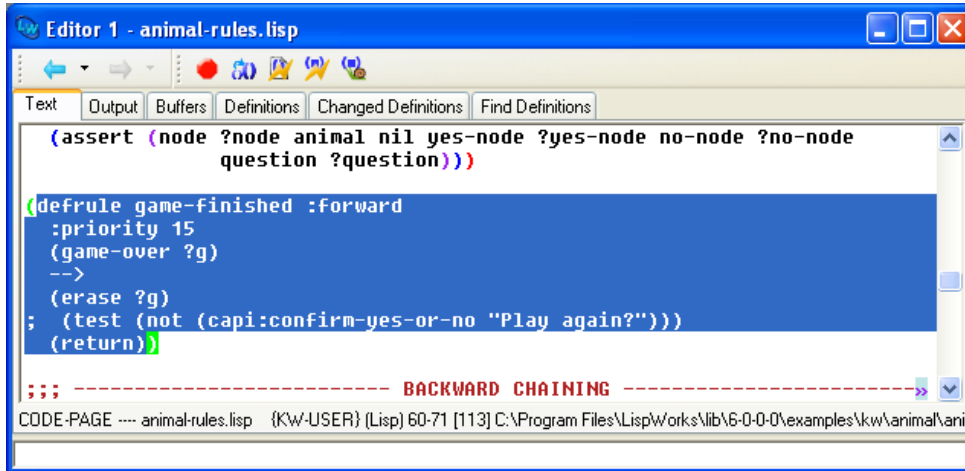 Editor 1 - animal-rules.lisp
Text Output Buffers Definitions Changed Definitions Find Definitions
(assert (node ?node animal nil yes-node ?yes-node no-node ?no-node
question ?question)))
(defrule game-finished :forward
:priority 15
(game-over ?g)
-->
(erase ?g)
; (test (not (capi:confirm-yes-or-no "Play again?")))
(return))
;;; -------------------------- BACKWARD CHAINING ------------------------»
CODE-PAGE ---- animal-rules.lisp {KW-USER} (Lisp) 60-71 [113] C:\Program Files\LispWorks\lib\6-0-0-0\examples\kw\animal\ani